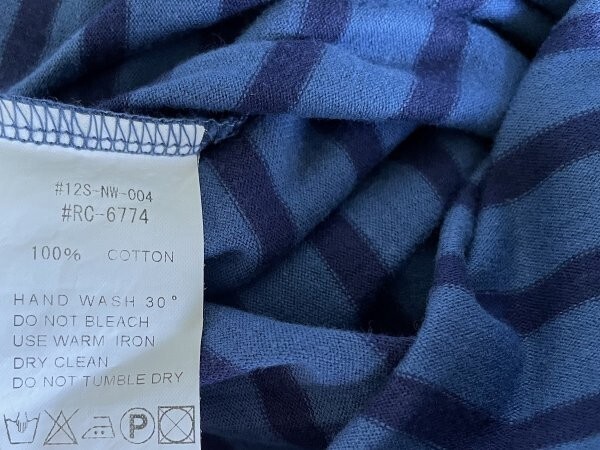 #12S-NW-004
#RC-6774
100% COTTON
HAND WASH 30°
DO NOT BLEACH
USE WARM IRON
DRY CLEAN
DO NOT TUMBLE DRY
P